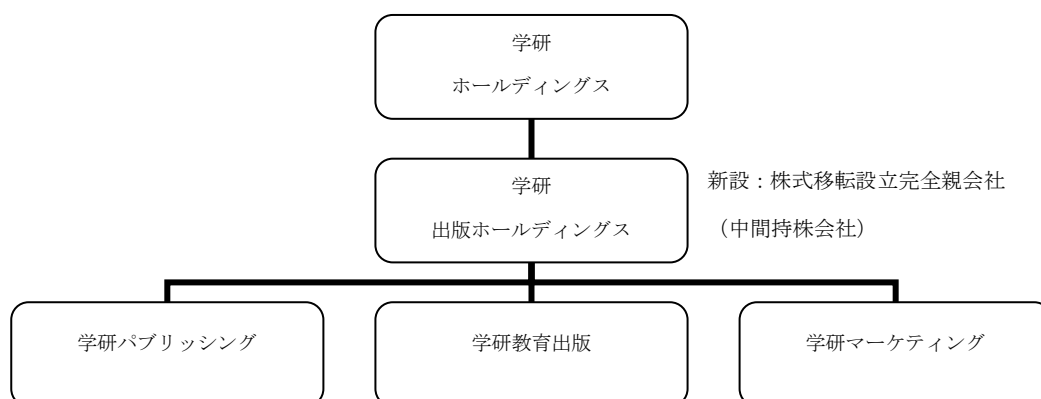 学研
ホールディングス
学研
出版ホールディングス
新設：株式移転設立完全親会社
（中間持株会社）
学研パブリッシング
学研教育出版
学研マーケティング